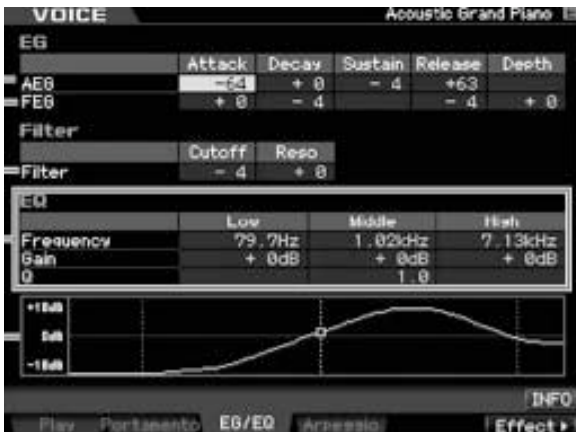 VOICE Acoustic Grand Piano
EG
Attack Decay Sustain Release Depth
AEG -64 + 0 - 4 +63
FEG + 0 - 4 - 4 + 0
Filter
Cutoff Reso
Filter - 4 + 0
EQ
Low Middle High
Frequency 79.7Hz 1.02kHz 7.13kHz
Gain + 0dB + 0dB + 0dB
Q 1.0
+18dB
0dB
-18dB
INFO
Play Portamento EG/EQ Arpeggio Effect